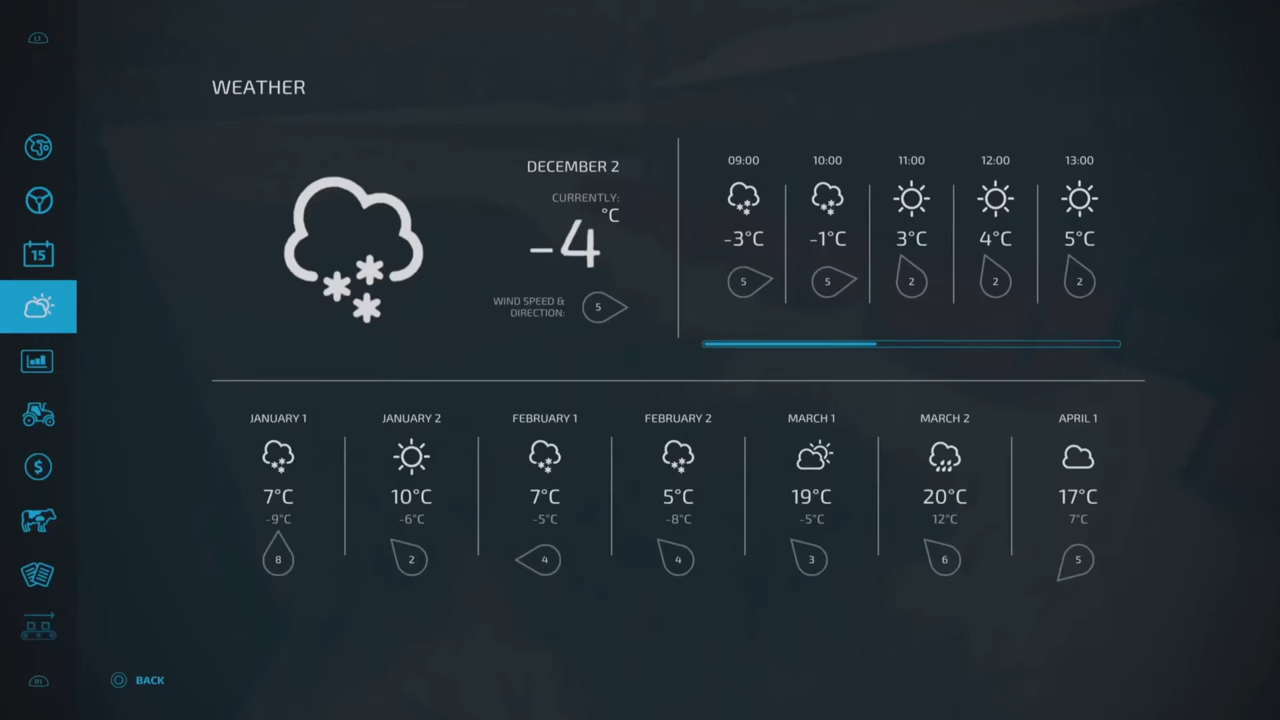 L1
WEATHER
DECEMBER 2
CURRENTLY:
-4 °C
WIND SPEED &
DIRECTION:
5
09:00 10:00 11:00 12:00 13:00
-3°C -1°C 3°C 4°C 5°C
5 5 2 2 2
15
JANUARY 1 JANUARY 2 FEBRUARY 1 FEBRUARY 2 MARCH 1 MARCH 2 APRIL 1
7°C 10°C 7°C 5°C 19°C 20°C 17°C
-9°C -6°C -5°C -8°C -5°C 12°C 7°C
8 2 4 4 3 6 5
$
R1
BACK